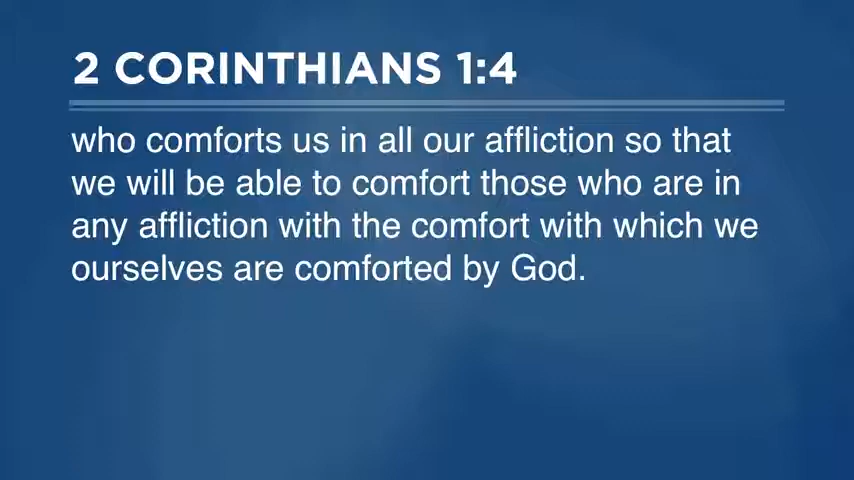 2 CORINTHIANS 1:4
who comforts us in all our affliction so that
we will be able to comfort those who are in
any affliction with the comfort with which we
ourselves are comforted by God.